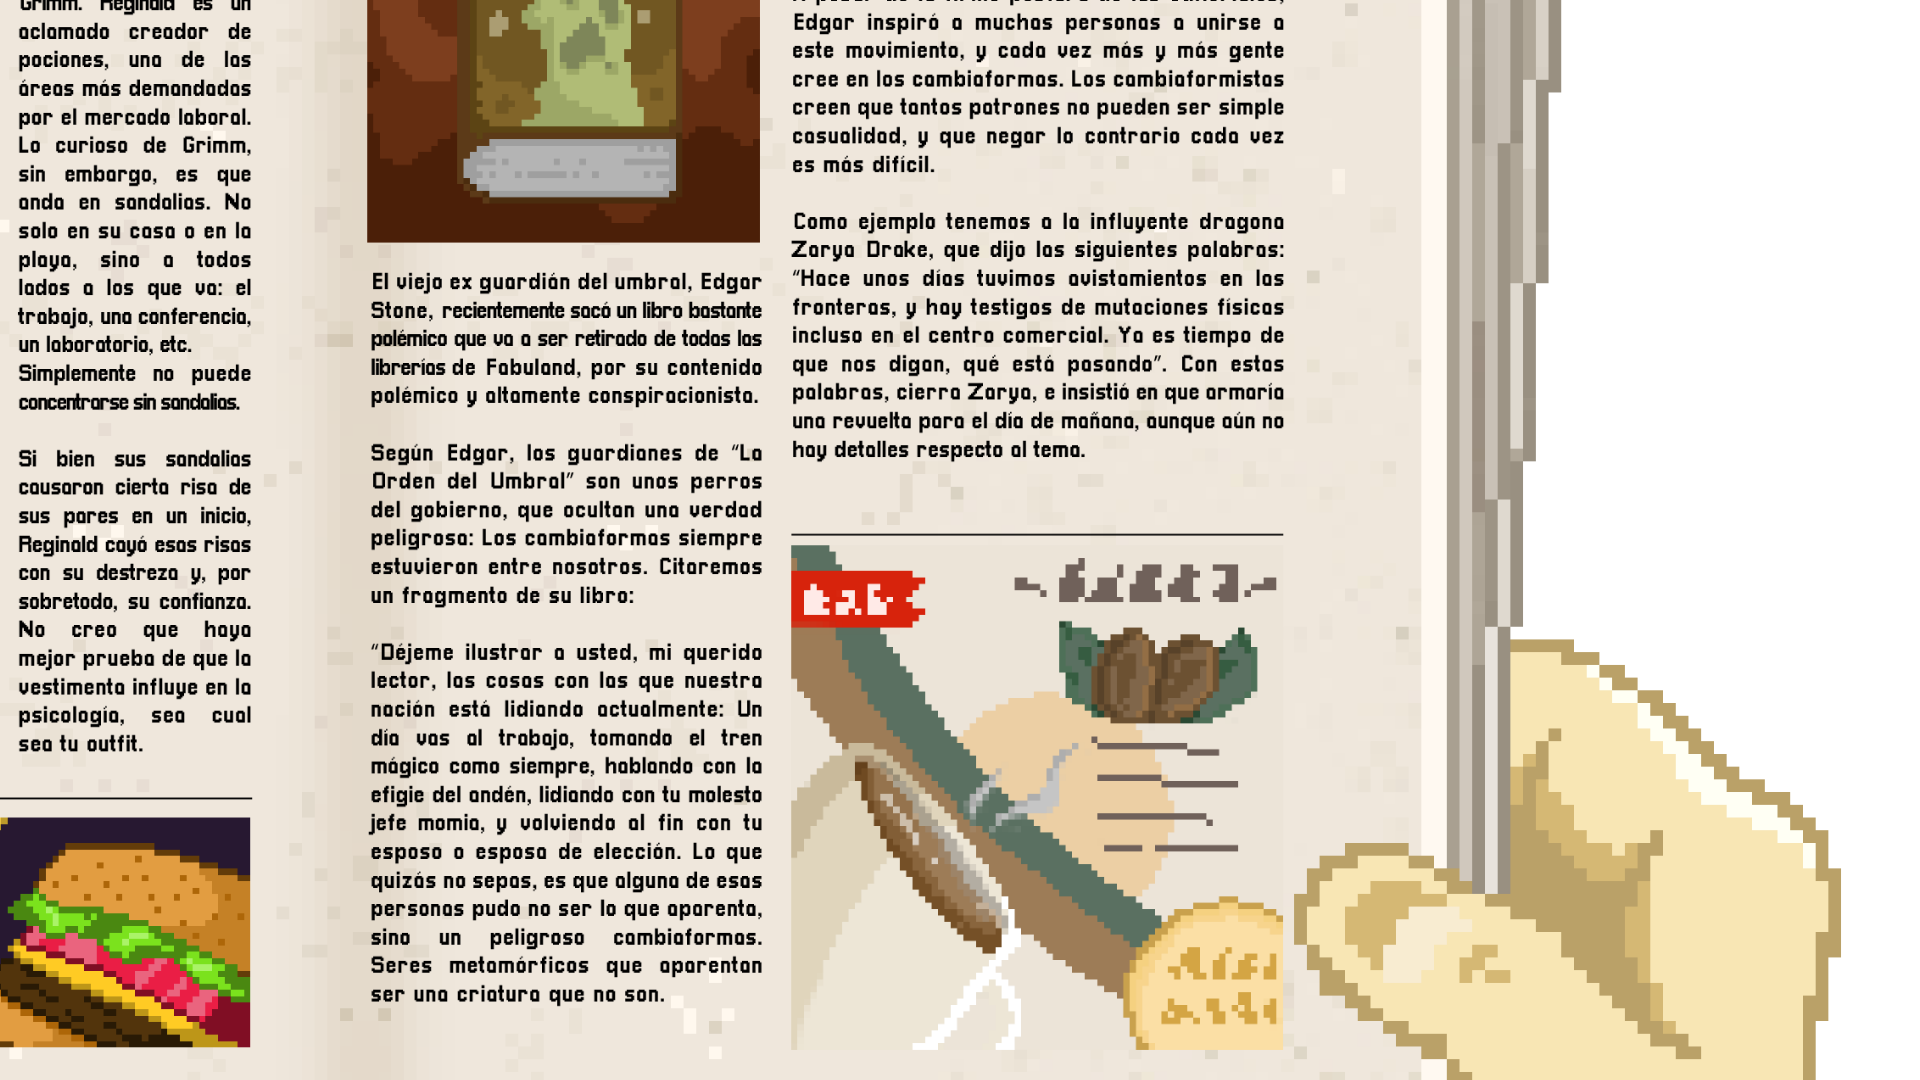 Grimm. Reginald es un
aclamado creador de
pociones, una de las
áreas más demandadas
por el mercado laboral.
Lo curioso de Grimm,
sin embargo, es que
anda en sandalias. No
solo en su casa o en la
playa, sino a todos
lados a los que va: el
trabajo, una conferencia,
un laboratorio, etc.
Simplemente no puede
concentrarse sin sandalias.
Si bien sus sandalias
causaron cierta risa de
sus pares en un inicio,
Reginald cayó esas risas
con su destreza y, por
sobretodo, su confianza.
No creo que haya
mejor prueba de que la
vestimenta influye en la
psicología, sea cual
sea tu outfit.
El viejo ex guardián del umbral, Edgar
Stone, recientemente sacó un libro bastante
polémico que va a ser retirado de todas las
librerías de Fabuland, por su contenido
polémico y altamente conspiracionista.
Según Edgar, los guardianes de "La
Orden del Umbral" son unos perros
del gobierno, que ocultan una verdad
peligrosa: Los cambiaformas siempre
estuvieron entre nosotros. Citaremos
un fragmento de su libro:
"Déjeme ilustrar a usted, mi querido
lector, las cosas con las que nuestra
nación está lidiando actualmente: Un
día vas al trabajo, tomando el tren
mágico como siempre, hablando con la
efigie del andén, lidiando con tu molesto
jefe momia, y volviendo al fin con tu
esposo o esposa de elección. Lo que
quizás no sepas, es que alguna de esas
personas pudo no ser lo que aparenta,
sino un peligroso cambiaformas.
Seres metamórficos que aparentan
ser una criatura que no son.
Edgar inspiró a muchas personas a unirse a
este movimiento, y cada vez más y más gente
cree en los cambiaformas. Los cambiaformistas
creen que tantos patrones no pueden ser simple
casualidad, y que negar lo contrario cada vez
es más difícil.
Como ejemplo tenemos a la influyente dragona
Zarya Drake, que dijo las siguientes palabras:
"Hace unos días tuvimos avistamientos en las
fronteras, y hay testigos de mutaciones físicas
incluso en el centro comercial. Ya es tiempo de
que nos digan, qué está pasando". Con estas
palabras, cierra Zarya, e insistió en que armaría
una revuelta para el día de mañana, aunque aún no
hay detalles respecto al tema.